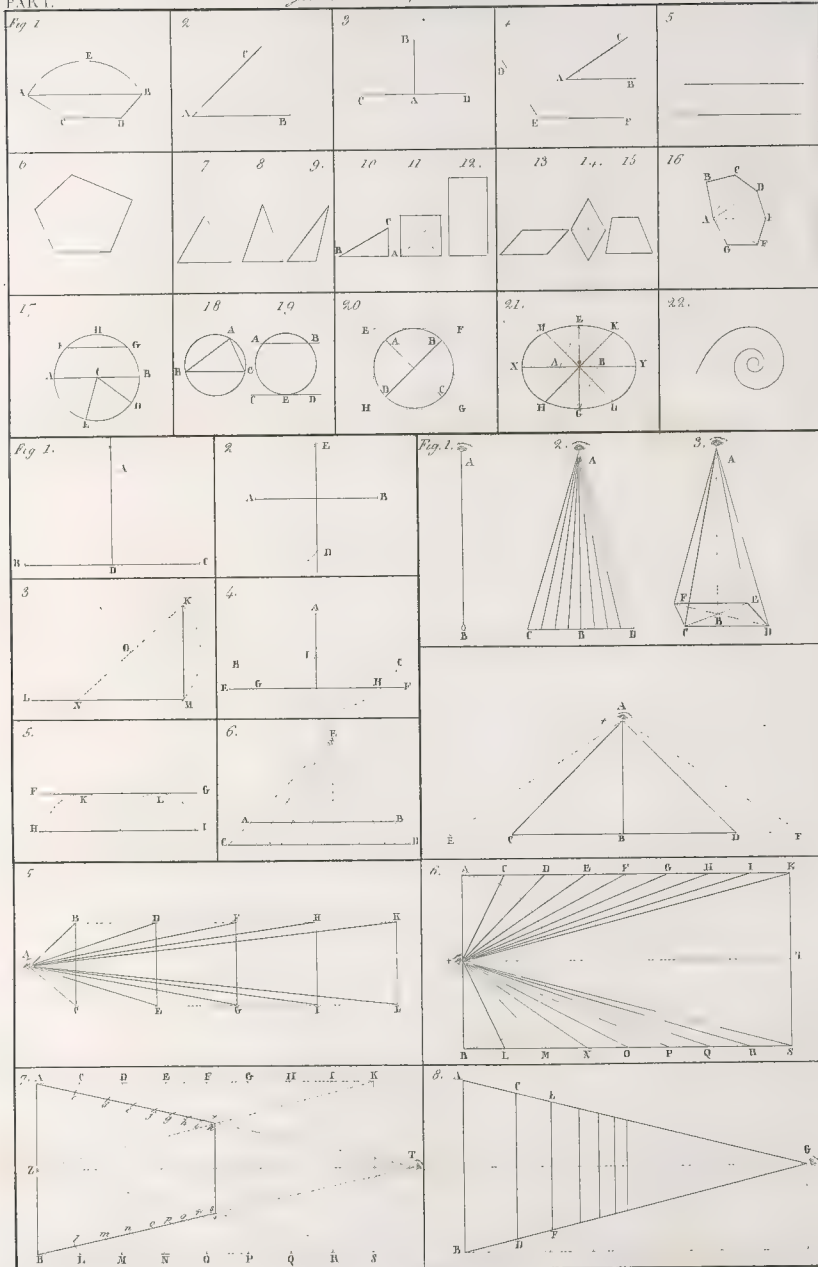 PART.
Fig 1
E
A B
C D
2
C
A B
3
B
C A D
4
C
D
A B
E F
5
6
7 8 9.
10 11 12.
C
B A
13 14. 15
16
B C
D
A
G F
17
H
G
A C B
D
18 19
A A B
B C
C E D
20
E A B F
D C
H G
21.
E
M K
X A B Y
H G
22.
Fig 1.
A
B D C
2
E
A B
D
3
K
O
L N M
4.
A
I
B C
E G H F
5.
F G
K L
H I
6.
E
A B
C D
Fig. 1.
A
B
2.
A
C B D
3.
A
F E
B
C D
A
E C B D F
5
B D F H K
A
C E G I L
6.
A C D E F G H I K
B L M N O P Q R S
7. A C D E F G H I K
Z T
l m n o p q r s
B L M N O P Q R S
8. A
C
E
G
F
D
B